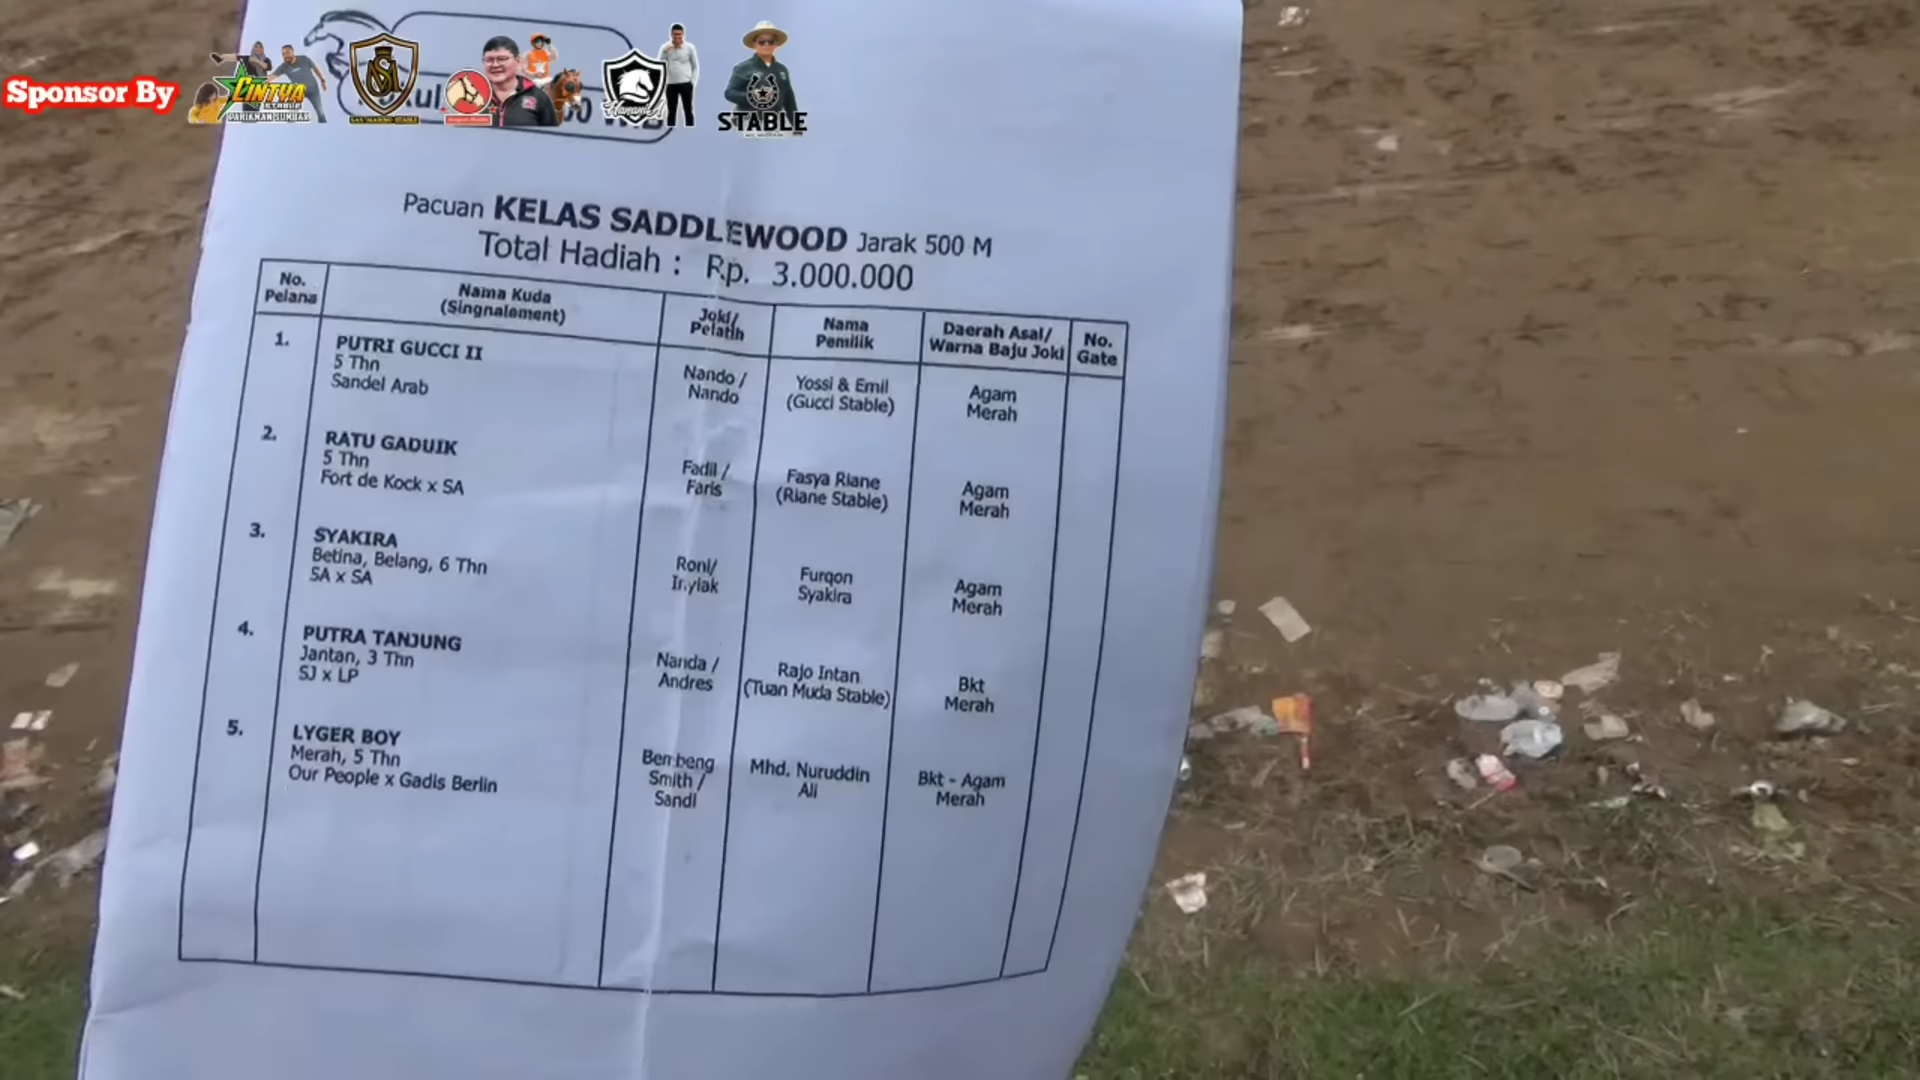 Sponsor By
CINTYA
STABLE
PARIAMAN SUMBAR
SAN MARINO STABLE
HananiA
STABLE
00 WIB
Pacuan KELAS SADDLEWOOD Jarak 500 M
Total Hadiah : Rp. 3.000.000
No. Pelana
Nama Kuda (Singnalement)
Joki/ Pelatih
Nama Pemilik
Daerah Asal/ Warna Baju Joki
No. Gate
1.
PUTRI GUCCI II
5 Thn
Sandel Arab
Nando /
Nando
Yossi & Emil
(Gucci Stable)
Agam
Merah
2.
RATU GADUIK
5 Thn
Fort de Kock x SA
Fadil /
Faris
Fasya Riane
(Riane Stable)
Agam
Merah
3.
SYAKIRA
Betina, Belang, 6 Thn
SA x SA
Roni/
Furqon
Syakira
Agam
Merah
4.
PUTRA TANJUNG
Jantan, 3 Thn
SJ x LP
Nanda /
Andres
Rajo Intan
(Tuan Muda Stable)
Bkt
Merah
5.
LYGER BOY
Merah, 5 Thn
Our People x Gadis Berlin
Bembeng
Smith /
Sandi
Mhd. Nuruddin
Ali
Bkt - Agam
Merah